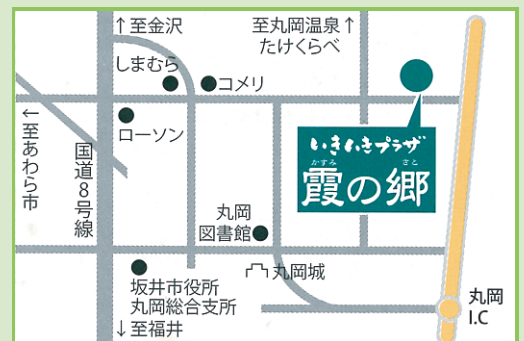 ↑至金沢
至丸岡温泉↑
たけくらべ
しまむら
コメリ
ローソン
←至あわら市
国道8号線
いきいきプラザ
かすみ さと
霞の郷
丸岡
図書館
丸岡城
坂井市役所
丸岡総合支所
↓至福井
丸岡
I.C